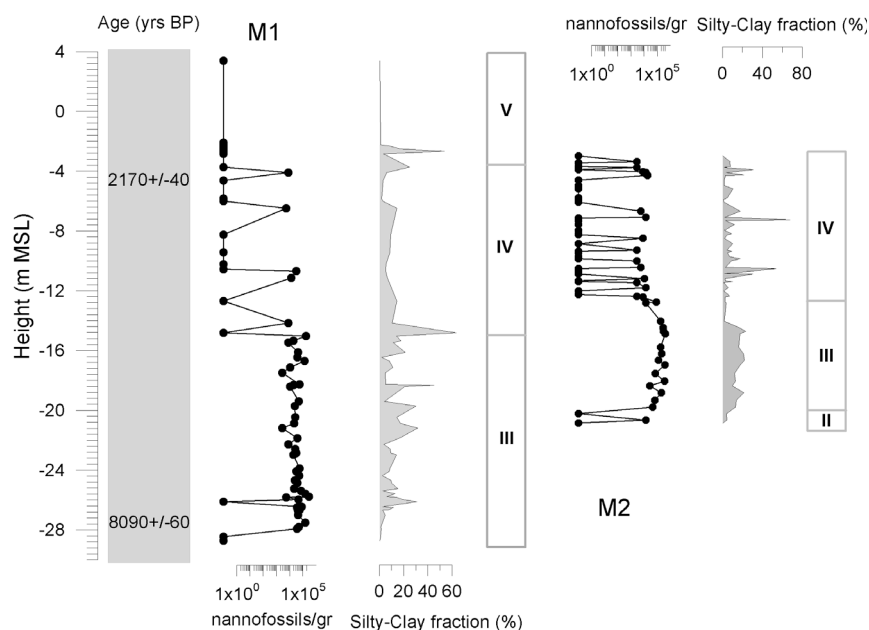 Age (yrs BP)
M1
nannofossils/gr
Silty-Clay fraction (%)
1x10⁰ 1x10⁵
0 40 80
Height (m MSL)
4
0
-4
-8
-12
-16
-20
-24
-28
2170+/-40
8090+/-60
V
IV
III
IV
III
II
M2
1x10⁰ 1x10⁵
nannofossils/gr
0 20 40 60
Silty-Clay fraction (%)